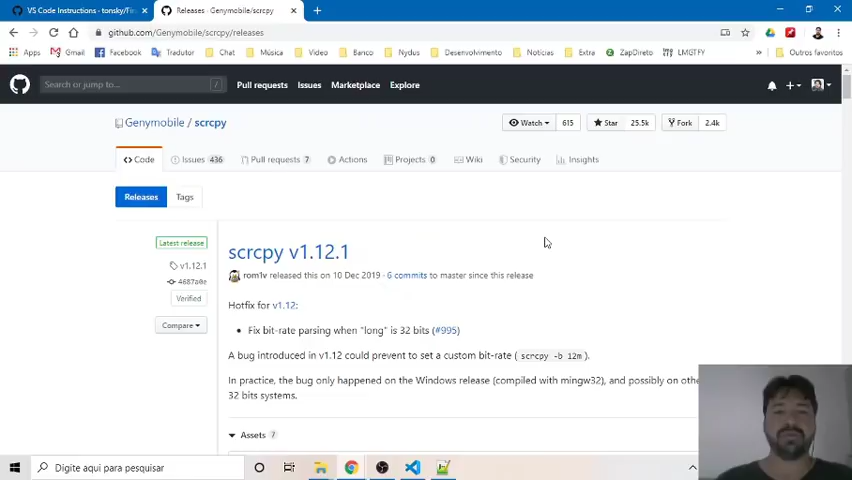 VS Code Instructions · tonsky/Fir
Releases · Genymobile/scrcpy
github.com/Genymobile/scrcpy/releases
Apps Gmail Facebook Tradutor Chat Música Vídeo Banco Nydus Desenvolvimento Notícias Extra ZapDireto LMGTFY » Outros favoritos
Search or jump to... / Pull requests Issues Marketplace Explore
Genymobile / scrcpy Watch 615 Star 25.5k Fork 2.4k
Code Issues 436 Pull requests 7 Actions Projects 0 Wiki Security Insights
Releases Tags
Latest release
v1.12.1
4687a0e
Verified
Compare
scrcpy v1.12.1
rom1v released this on 10 Dec 2019 · 6 commits to master since this release
Hotfix for v1.12:
• Fix bit-rate parsing when "long" is 32 bits (#995)
A bug introduced in v1.12 could prevent to set a custom bit-rate ( scrcpy -b 12m ).
In practice, the bug only happened on the Windows release (compiled with mingw32), and possibly on othe
32 bits systems.
Assets 7
Digite aqui para pesquisar